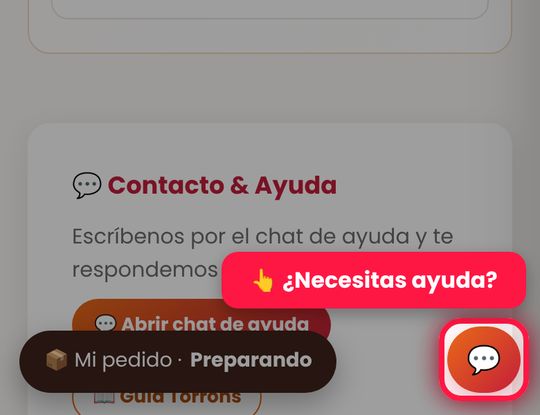 💬 Contacto & Ayuda
Escríbenos por el chat de ayuda y te
respondemos
👆 ¿Necesitas ayuda?
💬 Abrir chat de ayuda
📦 Mi pedido · Preparando
📖 Guía Torrons